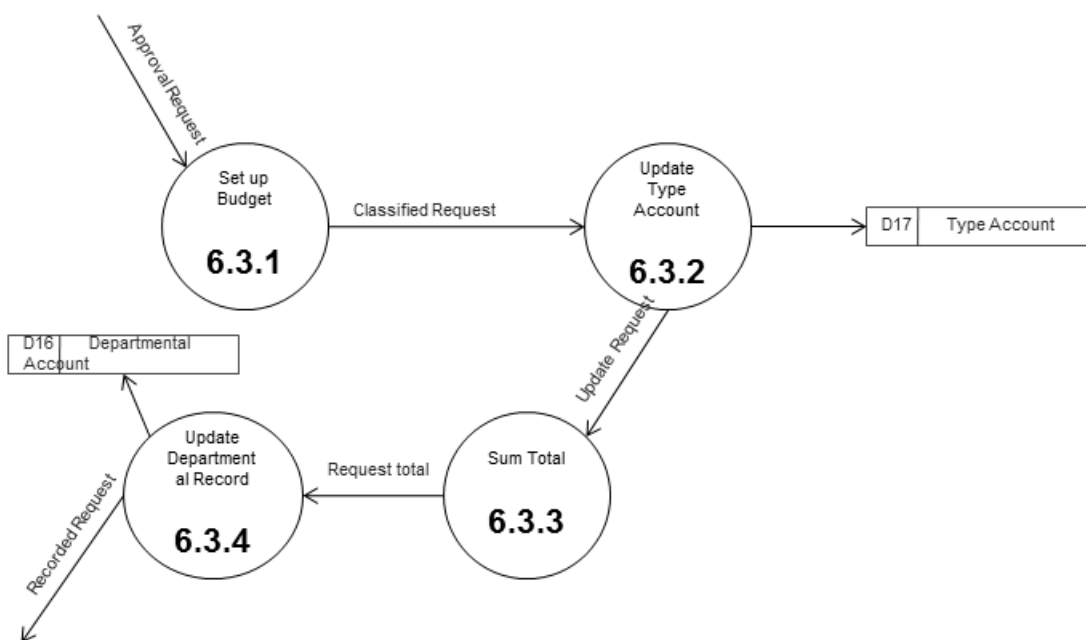 Approval Request
Set up
Budget
6.3.1
Classified Request
Update
Type
Account
6.3.2
D17 Type Account
Update Request
D16 Departmental
Account
Update
Department
al Record
6.3.4
Request total
Sum Total
6.3.3
Recorded Request